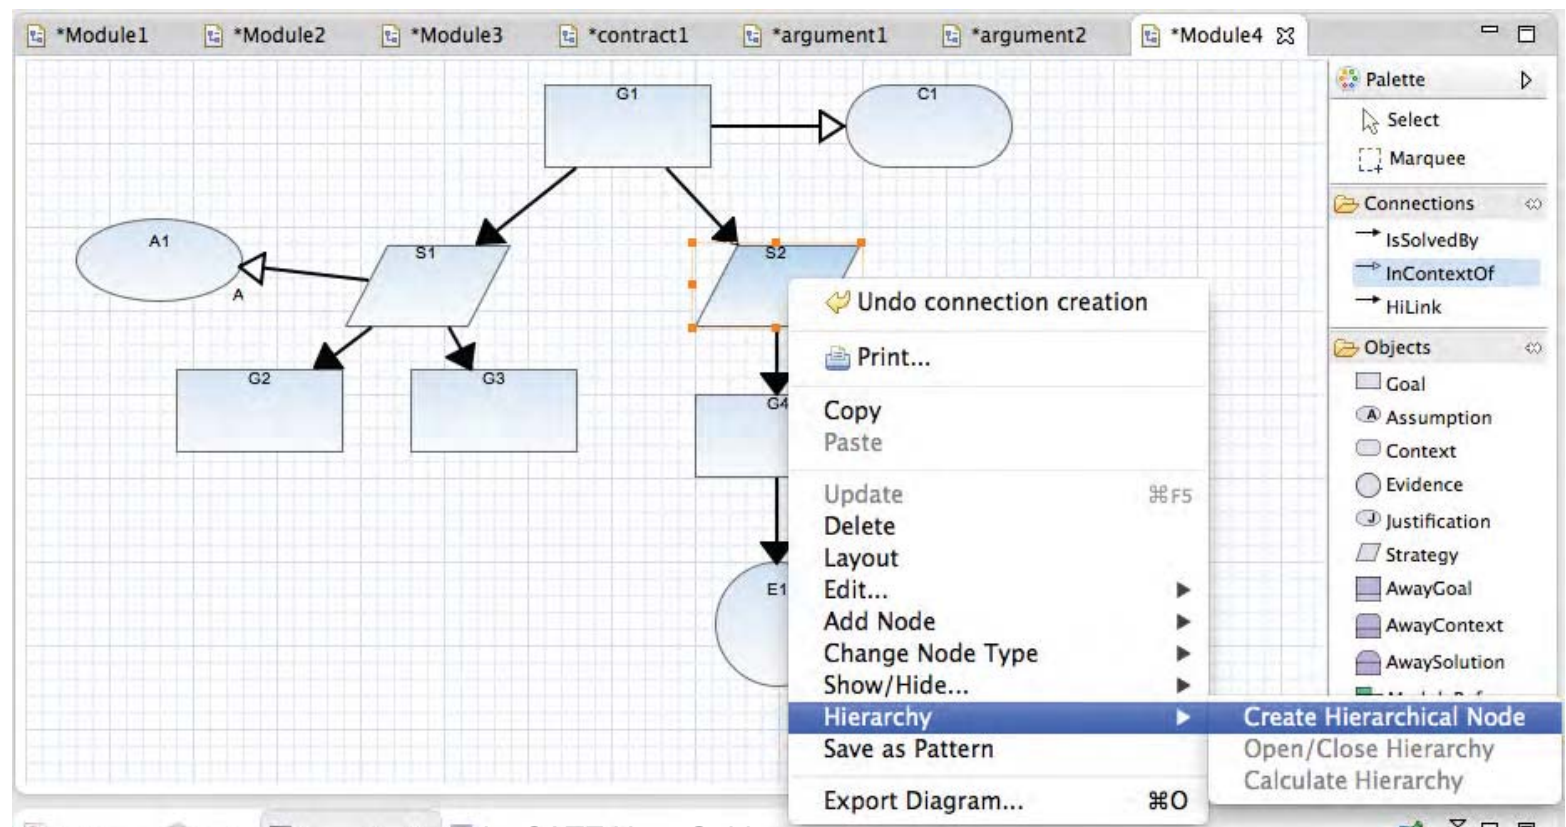 *Module1 *Module2 *Module3 *contract1 *argument1 *argument2 *Module4
G1
C1
A1
A
S1
S2
G2
G3
G4
E1
Undo connection creation
Print...
Copy
Paste
Update ⌘F5
Delete
Layout
Edit...
Add Node
Change Node Type
Show/Hide...
Hierarchy
Save as Pattern
Export Diagram... ⌘O
Create Hierarchical Node
Open/Close Hierarchy
Calculate Hierarchy
Palette
Select
Marquee
Connections
IsSolvedBy
InContextOf
HiLink
Objects
Goal
A Assumption
Context
Evidence
J Justification
Strategy
AwayGoal
AwayContext
AwaySolution